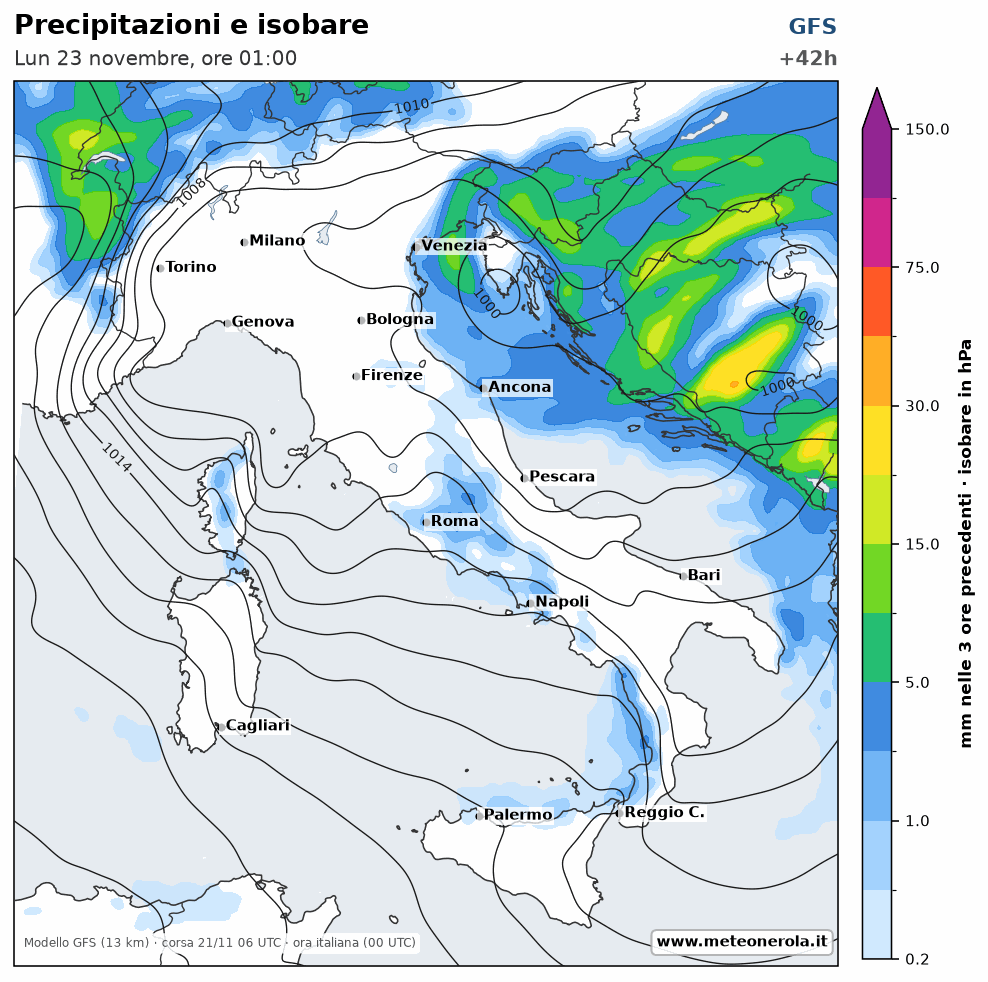 Precipitazioni e isobare
GFS
Lun 23 novembre, ore 01:00
+42h
1010
150.0
1008
Milano
Venezia
Torino
75.0
1000
Genova
Bologna
1000
Firenze
Ancona
1000
30.0
1014
Pescara
Roma
15.0
Bari
Napoli
5.0
Cagliari
Palermo
Reggio C.
1.0
mm nelle 3 ore precedenti · isobare in hPa
Modello GFS (13 km) · corsa 21/11 06 UTC · ora italiana (00 UTC)
www.meteonerola.it
0.2